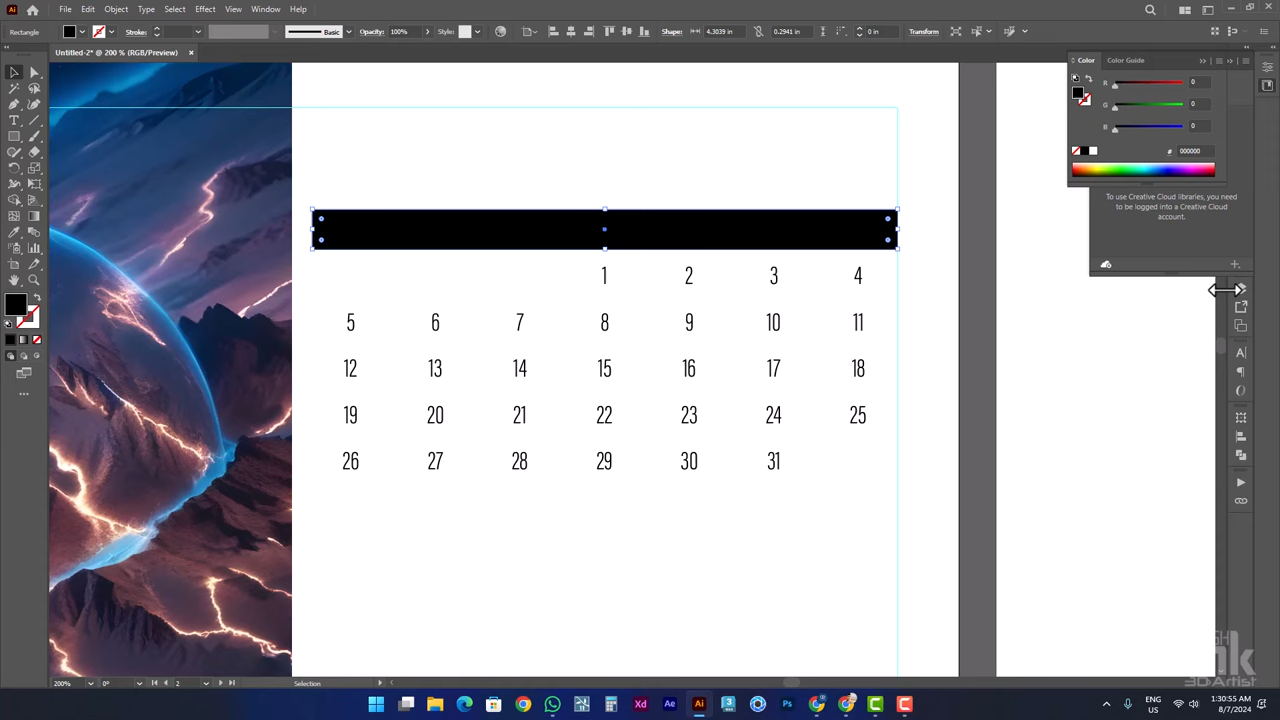 File Edit Object Type Select Effect View Window Help
Rectangle Stroke: Basic Opacity: 100% Style: Shape: 4.3039 in 0.2941 in 0 in Transform
Untitled-2* @ 200 % (RGB/Preview)
Color Color Guide
R 0
G 0
B 0
# 000000
To use Creative Cloud libraries, you need
to be logged into a Creative Cloud
account.
1 2 3 4
5 6 7 8 9 10 11
12 13 14 15 16 17 18
19 20 21 22 23 24 25
26 27 28 29 30 31
3D Artist
200% 0° 2 Selection
ENG
US
1:30:55 AM
8/7/2024